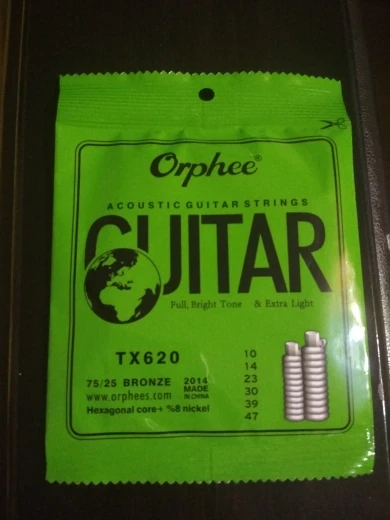 Orphee®
ACOUSTIC GUITAR STRINGS
GUITAR
Full, Bright Tone & Extra Light
TX620
75/25 BRONZE 2014 MADE IN CHINA
www.orphees.com
Hexagonal core+ %8 nickel
10
14
23
30
39
47